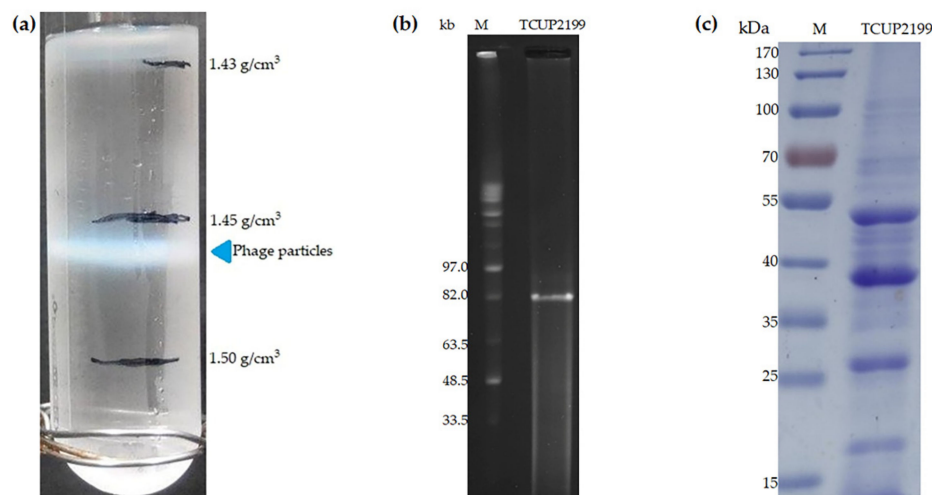 (a)
1.43 g/cm³
1.45 g/cm³
Phage particles
1.50 g/cm³
(b)
kb M TCUP2199
97.0
82.0
63.5
48.5
33.5
(c) kDa M TCUP2199
170
130
100
70
55
40
35
25
15